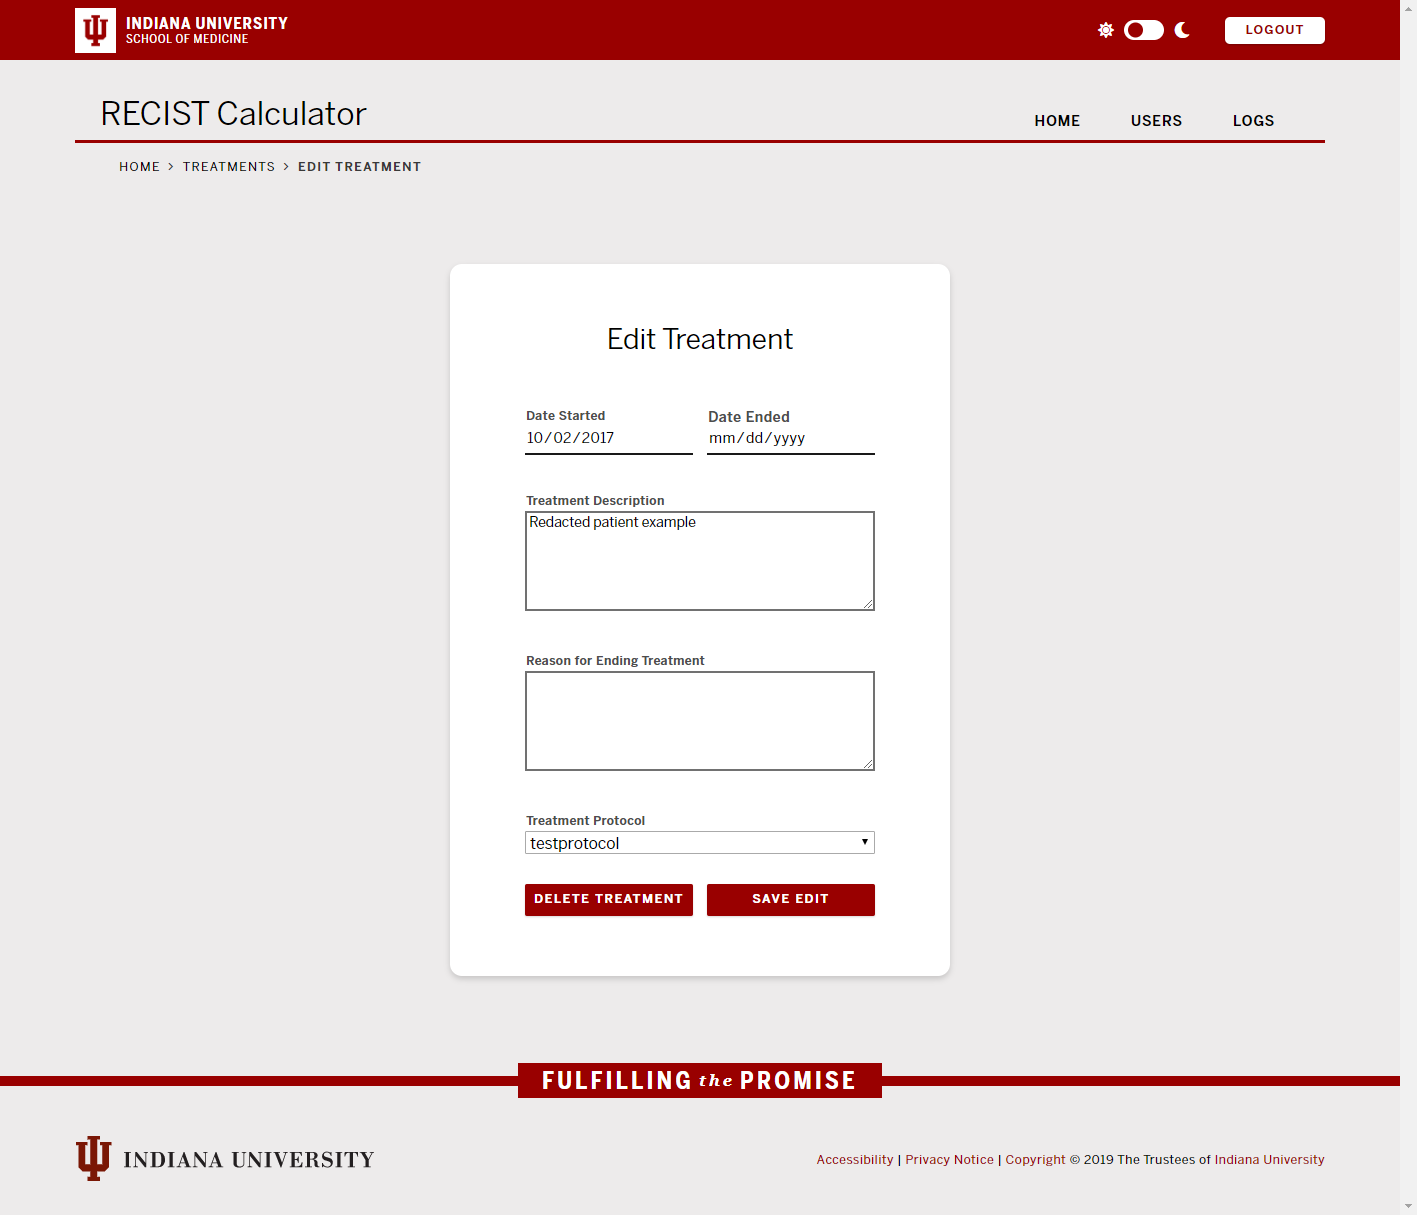 INDIANA UNIVERSITY
SCHOOL OF MEDICINE
LOGOUT
RECIST Calculator
HOME USERS LOGS
HOME > TREATMENTS > EDIT TREATMENT
Edit Treatment
Date Started Date Ended
10/02/2017 mm/dd/yyyy
Treatment Description
Redacted patient example
Reason for Ending Treatment
Treatment Protocol
testprotocol
DELETE TREATMENT SAVE EDIT
FULFILLING the PROMISE
INDIANA UNIVERSITY
Accessibility | Privacy Notice | Copyright © 2019 The Trustees of Indiana University